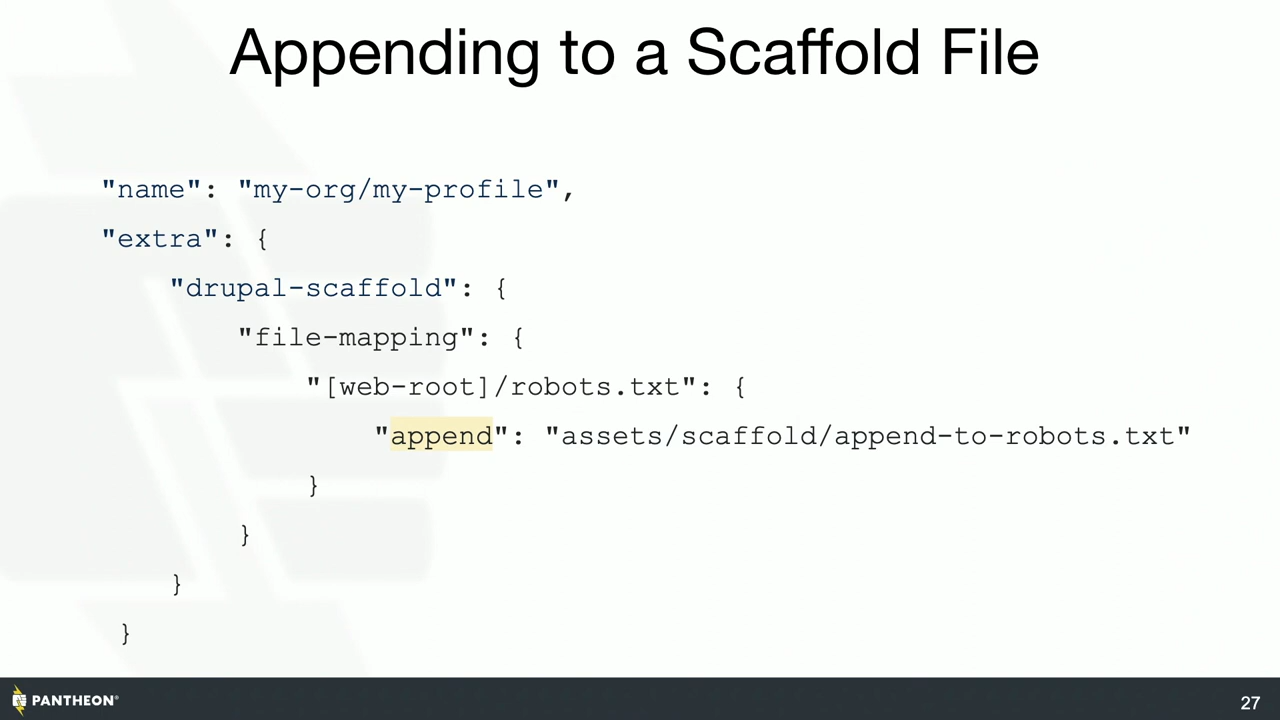 Appending to a Scaffold File
"name": "my-org/my-profile",
"extra": {
"drupal-scaffold": {
"file-mapping": {
"[web-root]/robots.txt": {
"append": "assets/scaffold/append-to-robots.txt"
}
}
}
}
PANTHEON®
27